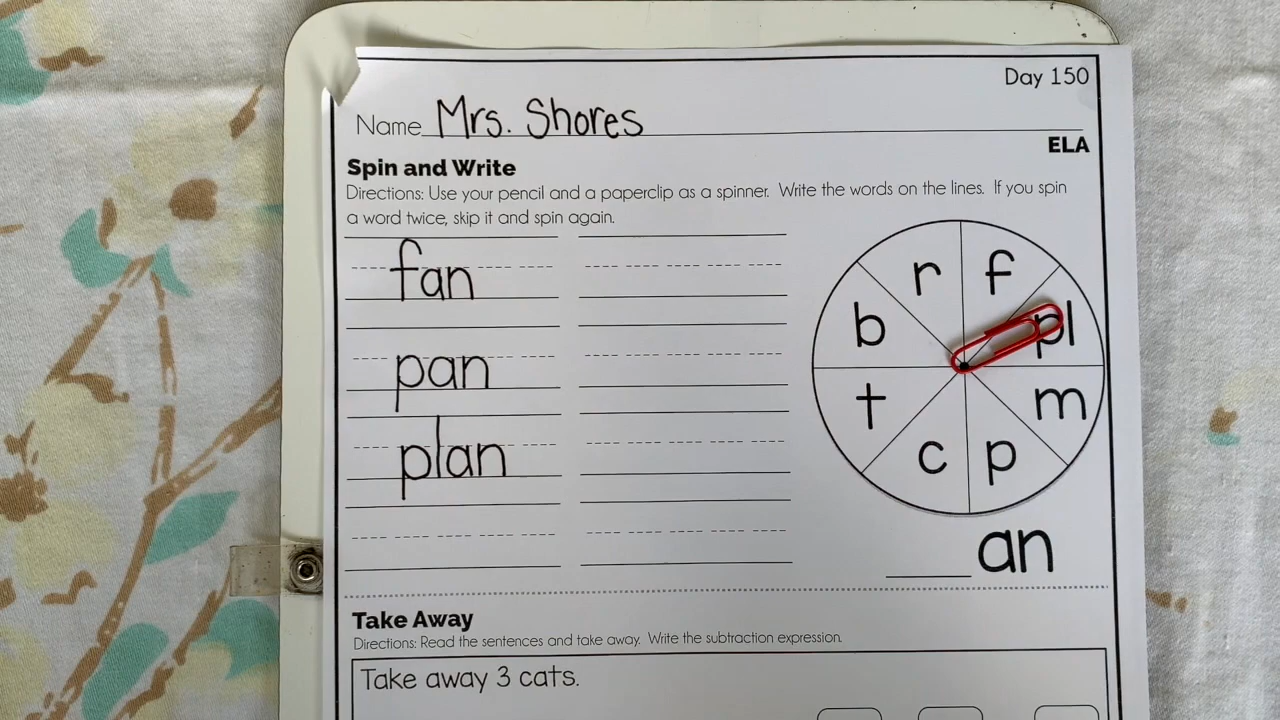 Day 150
Name Mrs. Shores
ELA
Spin and Write
Directions: Use your pencil and a paperclip as a spinner. Write the words on the lines. If you spin
a word twice, skip it and spin again.
fan
pan
plan
r f
b pl
t m
c p
____an
Take Away
Directions: Read the sentences and take away. Write the subtraction expression.
Take away 3 cats.